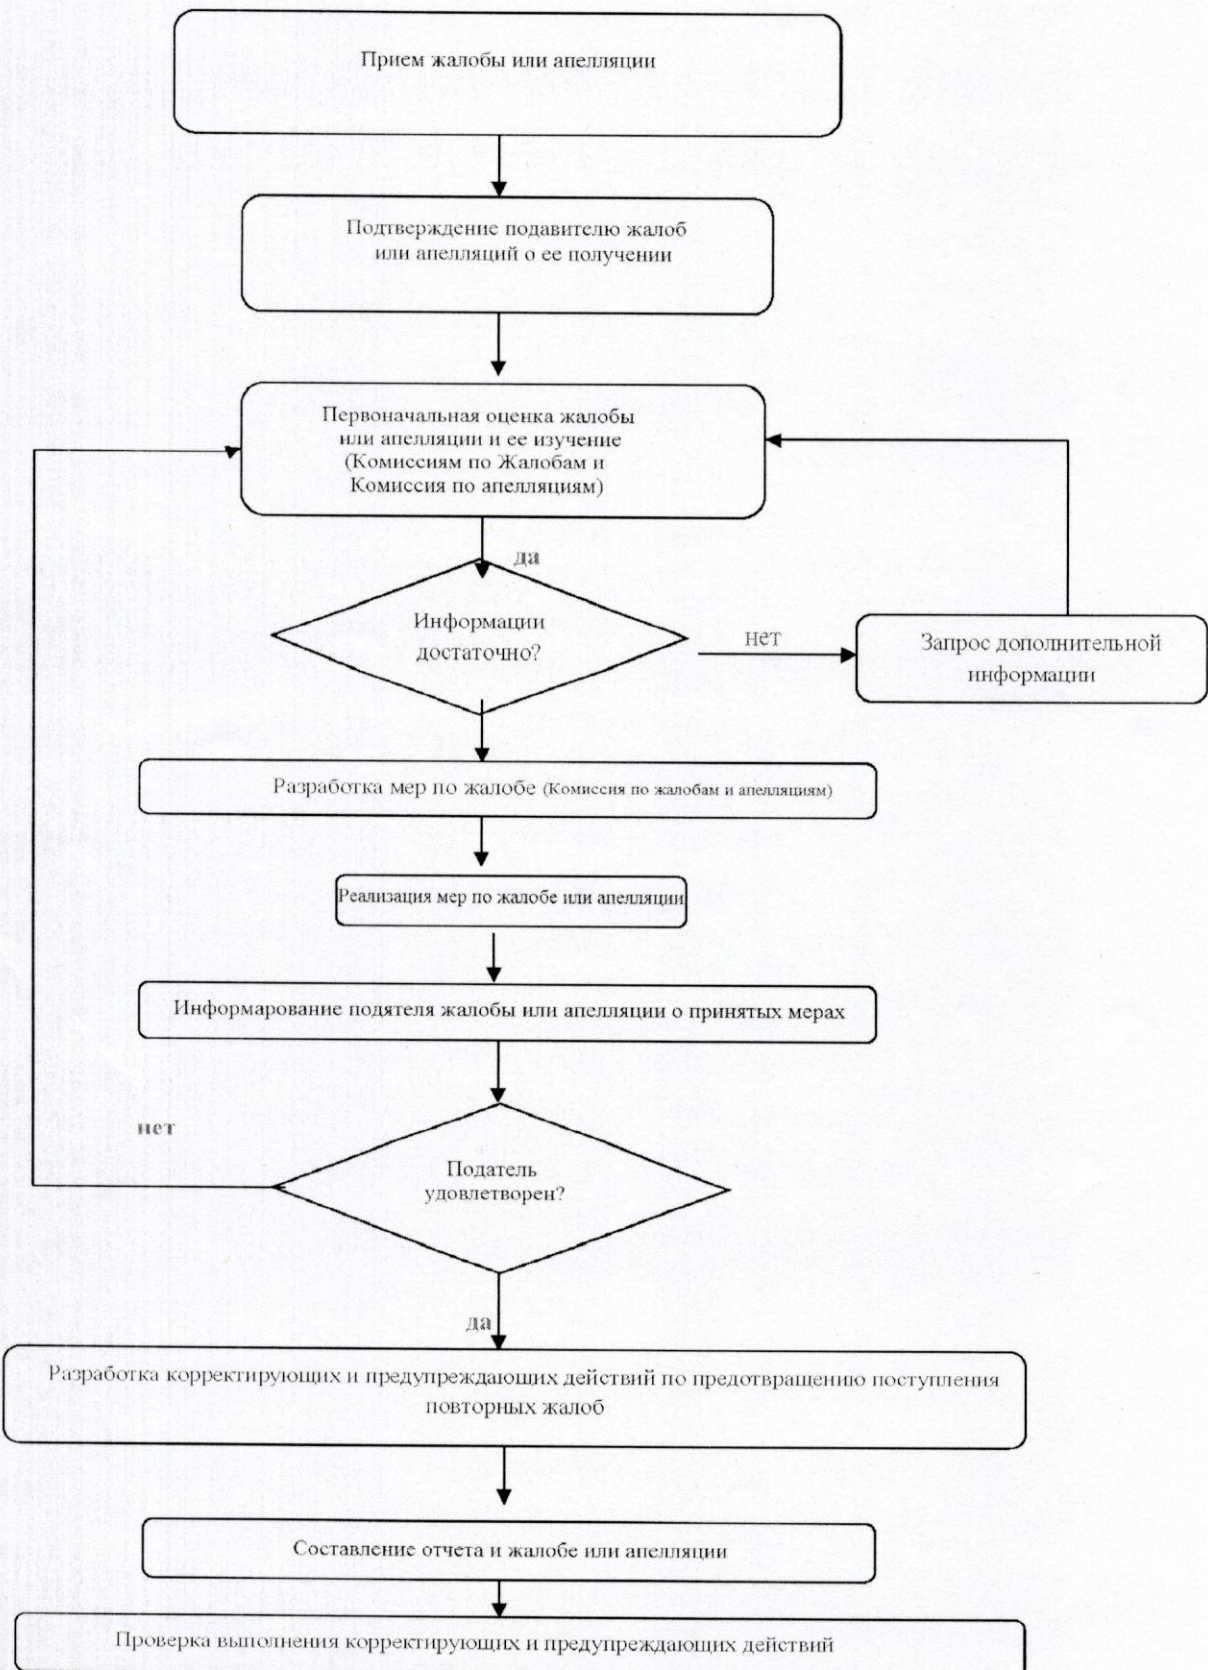 Прием жалобы или апелляции
Подтверждение подавителю жалоб
или апелляций о ее получении
Первоначальная оценка жалобы
или апелляции и ее изучение
(Комиссиям по Жалобам и
Комиссия по апелляциям)
да
Информации
достаточно?
нет
Запрос дополнительной
информации
Разработка мер по жалобе (Комиссия по жалобам и апелляциям)
Реализация мер по жалобе или апелляции
Информарование подятеля жалобы или апелляции о принятых мерах
нет
Податель
удовлетворен?
да
Разработка корректирующих и предупреждающих действий по предотвращению поступления
повторных жалоб
Составление отчета и жалобе или апелляции
Проверка выполнения корректирующих и предупреждающих действий